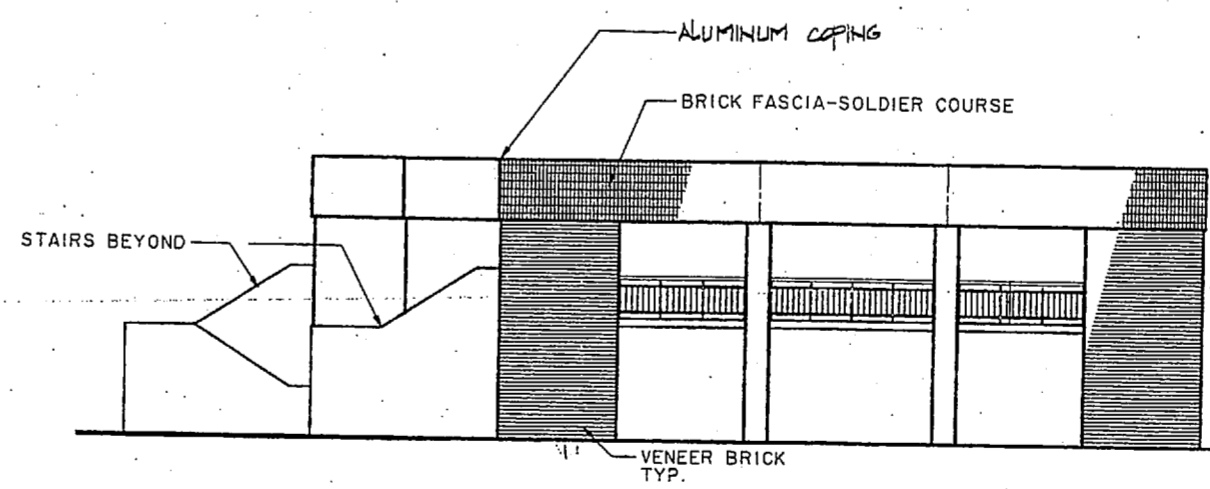 ALUMINUM COPING
BRICK FASCIA-SOLDIER COURSE
STAIRS BEYOND
VENEER BRICK
TYP.